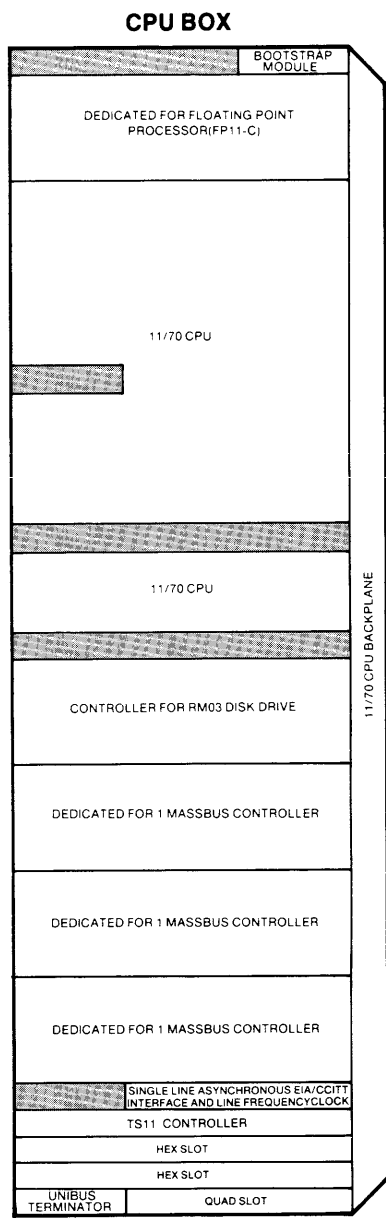 CPU BOX
BOOTSTRAP
MODULE
DEDICATED FOR FLOATING POINT
PROCESSOR(FP11-C)
11/70 CPU
11/70 CPU
CONTROLLER FOR RM03 DISK DRIVE
DEDICATED FOR 1 MASSBUS CONTROLLER
DEDICATED FOR 1 MASSBUS CONTROLLER
DEDICATED FOR 1 MASSBUS CONTROLLER
SINGLE LINE ASYNCHRONOUS EIA/CCITT
INTERFACE AND LINE FREQUENCYCLOCK
TS11 CONTROLLER
HEX SLOT
HEX SLOT
UNIBUS
TERMINATOR
QUAD SLOT
11/70 CPU BACKPLANE